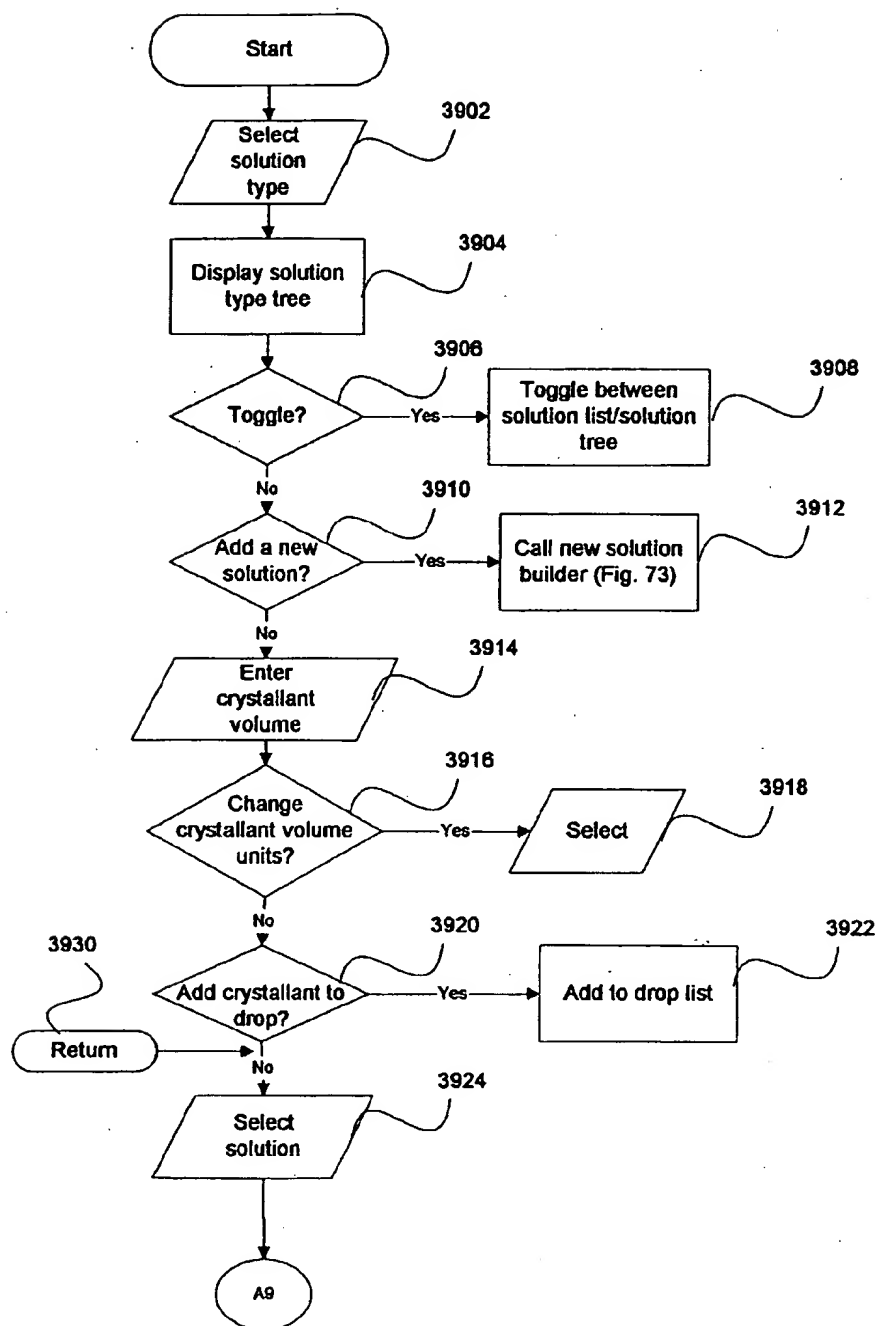 Start
3902
Select
solution
type
3904
Display solution
type tree
3906
Toggle?
Yes
3908
Toggle between
solution list/solution
tree
No
3910
Add a new
solution?
Yes
3912
Call new solution
builder (Fig. 73)
No
3914
Enter
crystallant
volume
3916
Change
crystallant volume
units?
Yes
3918
Select
No
3920
Add crystallant to
drop?
Yes
3922
Add to drop list
3930
Return
No
3924
Select
solution
A9